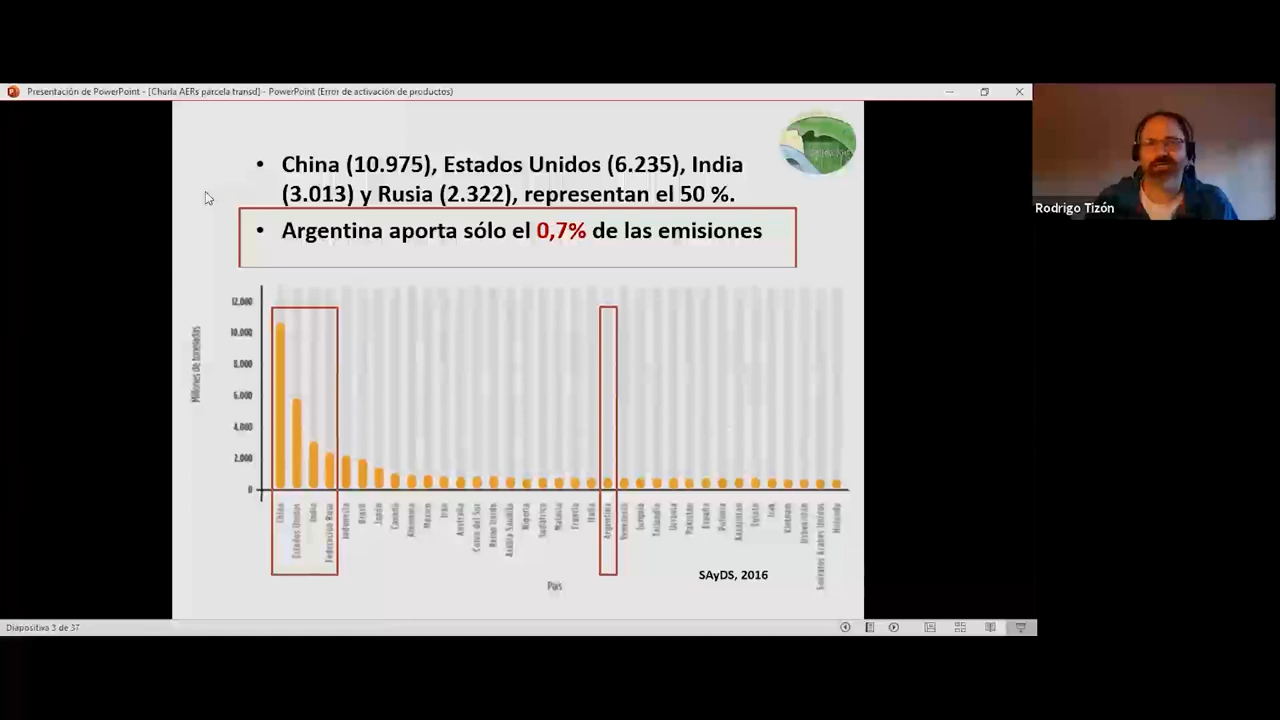 Presentación de PowerPoint - [Charla AERs parcela transd] - PowerPoint (Error de activación de productos)
• China (10.975), Estados Unidos (6.235), India
(3.013) y Rusia (2.322), representan el 50 %.
• Argentina aporta sólo el 0,7% de las emisiones
Rodrigo Tizón
Millones de toneladas
12,000
10,000
8,000
6,000
4,000
2,000
0
China
Estados Unidos
India
Federación Rusa
Indonesia
Brasil
Japón
Canadá
Alemania
México
Irán
Australia
Corea del Sur
Reino Unido
Arabia Saudita
Nigeria
Sudáfrica
Malasia
Francia
Italia
Argentina
Venezuela
Turquía
Tailandia
Ucrania
Pakistán
España
Polonia
Kazajistán
Egipto
Irak
Vietnam
Uzbekistán
Emiratos Árabes Unidos
Holanda
País
SAyDS, 2016
Diapositiva 3 de 37